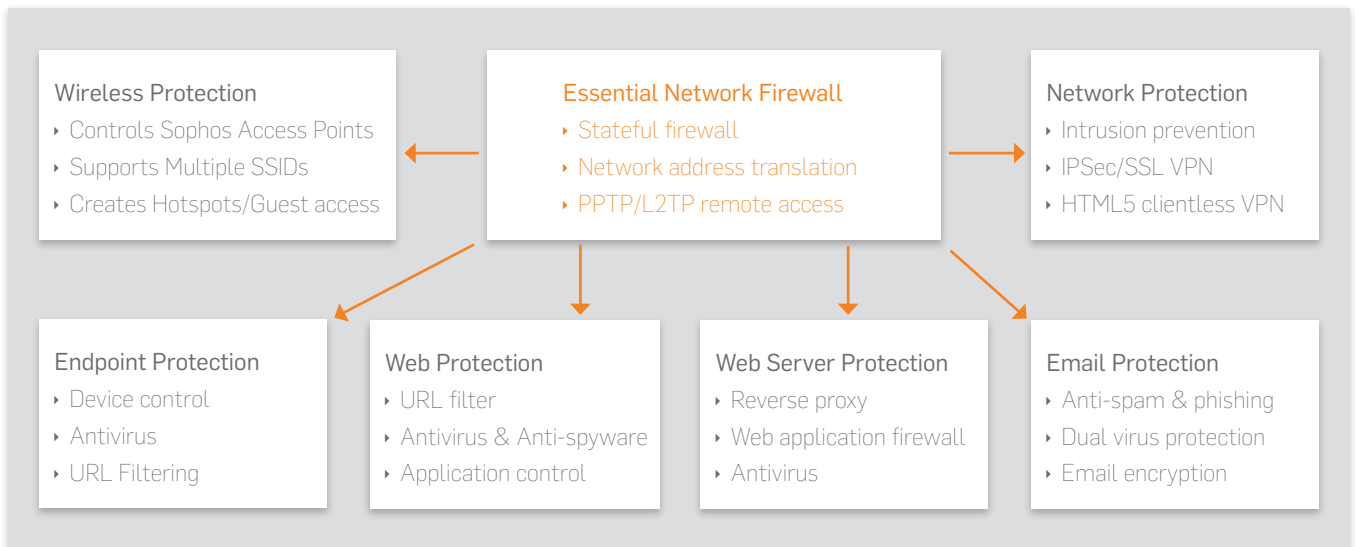 Wireless Protection
Controls Sophos Access Points
Supports Multiple SSIDs
Creates Hotspots/Guest access
Essential Network Firewall
Stateful firewall
Network address translation
PPTP/L2TP remote access
Network Protection
Intrusion prevention
IPSec/SSL VPN
HTML5 clientless VPN
Endpoint Protection
Device control
Antivirus
URL Filtering
Web Protection
URL filter
Antivirus & Anti-spyware
Application control
Web Server Protection
Reverse proxy
Web application firewall
Antivirus
Email Protection
Anti-spam & phishing
Dual virus protection
Email encryption